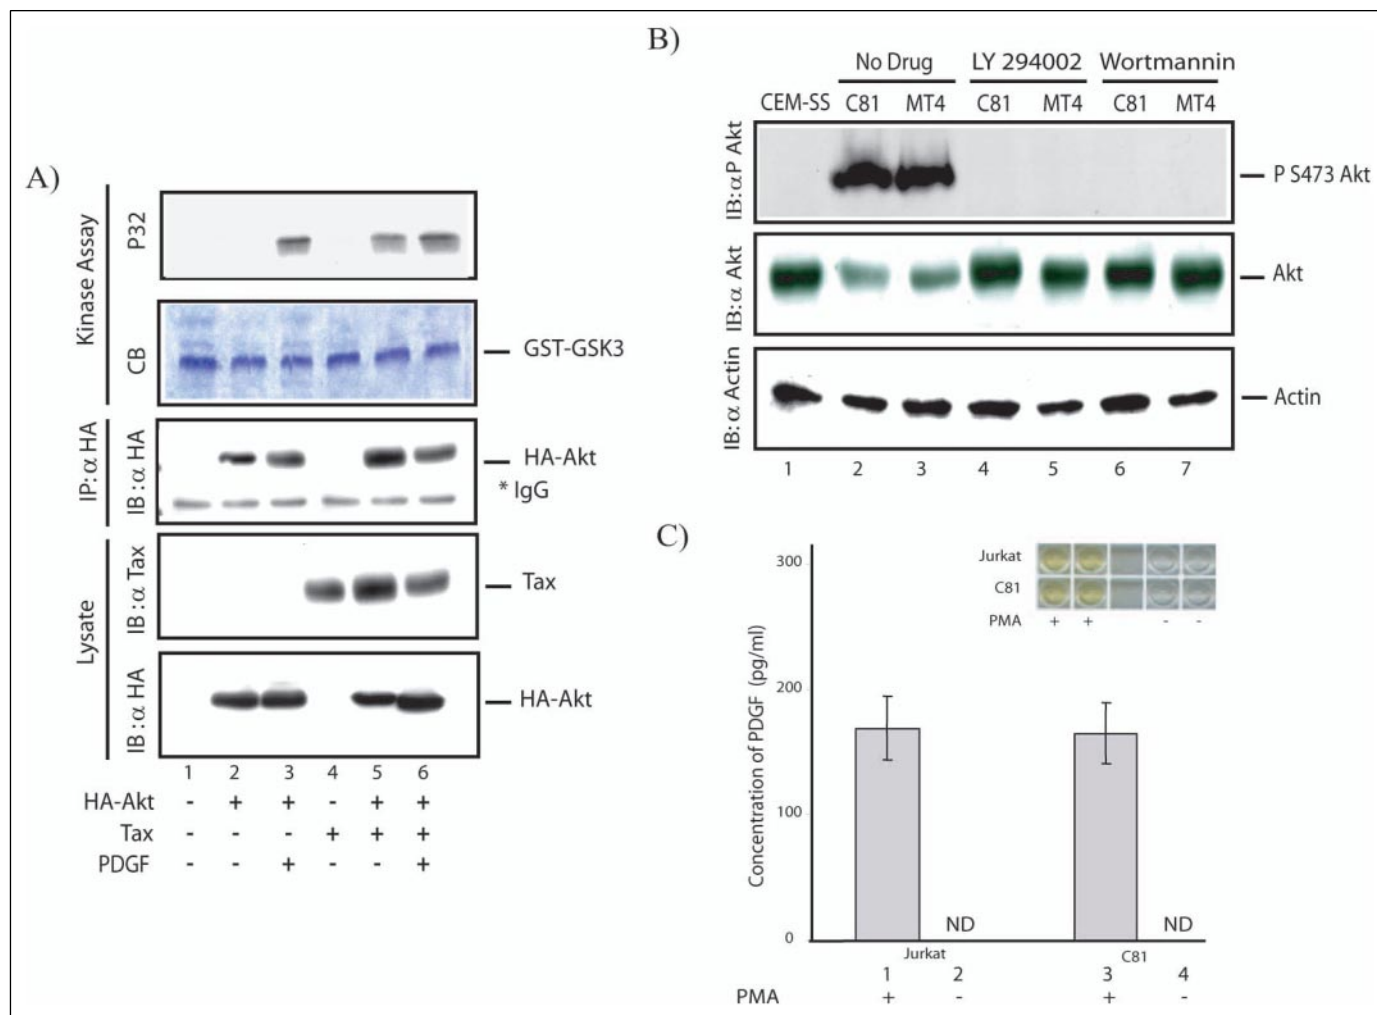 A)
Kinase Assay
P32
CB
GST-GSK3
IP: α HA
IB: α HA
HA-Akt
* IgG
Lysate
IB: α Tax
Tax
IB: α HA
HA-Akt
1 2 3 4 5 6
HA-Akt - + + - + +
Tax - - - + + +
PDGF - - + - - +
B)
No Drug LY 294002 Wortmannin
CEM-SS C81 MT4 C81 MT4 C81 MT4
IB: αP Akt
P S473 Akt
IB: α Akt
Akt
IB: α Actin
Actin
1 2 3 4 5 6 7
C)
Jurkat
C81
PMA + + - -
Concentration of PDGF (pg/ml)
300
200
100
0
ND ND
Jurkat C81
1 2 3 4
PMA + - + -